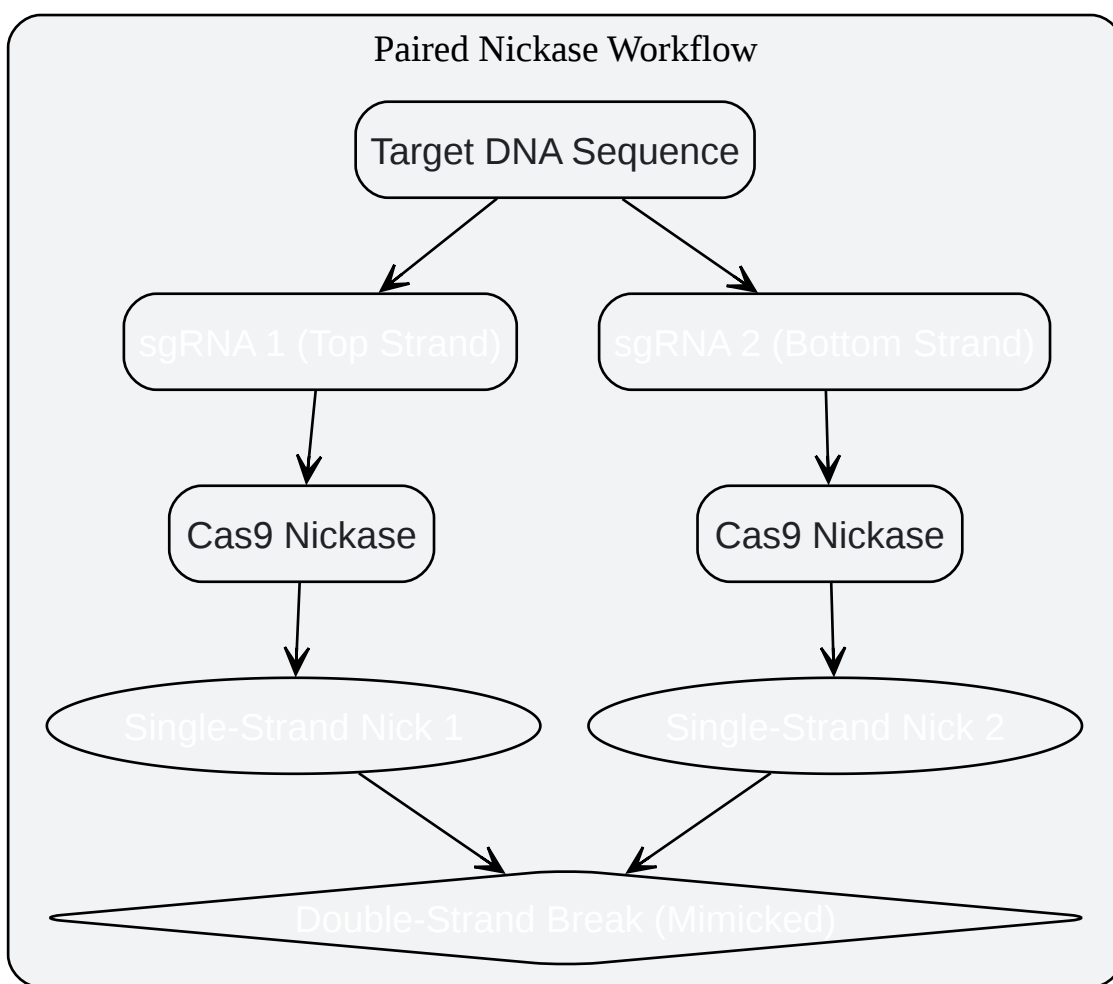 Paired Nickase Workflow
Target DNA Sequence
sgRNA 1 (Top Strand)
sgRNA 2 (Bottom Strand)
Cas9 Nickase
Cas9 Nickase
Single-Strand Nick 1
Single-Strand Nick 2
Double-Strand Break (Mimicked)